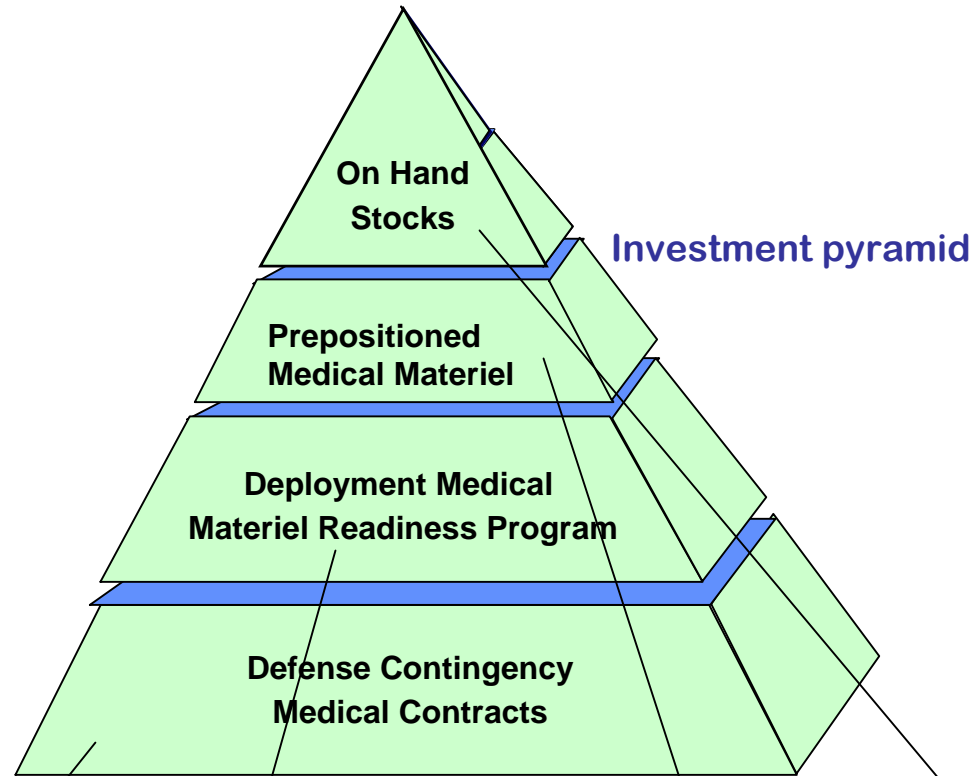 On Hand
Stocks
Investment pyramid
Prepositioned
Medical Materiel
Deployment Medical
Materiel Readiness Program
Defense Contingency
Medical Contracts